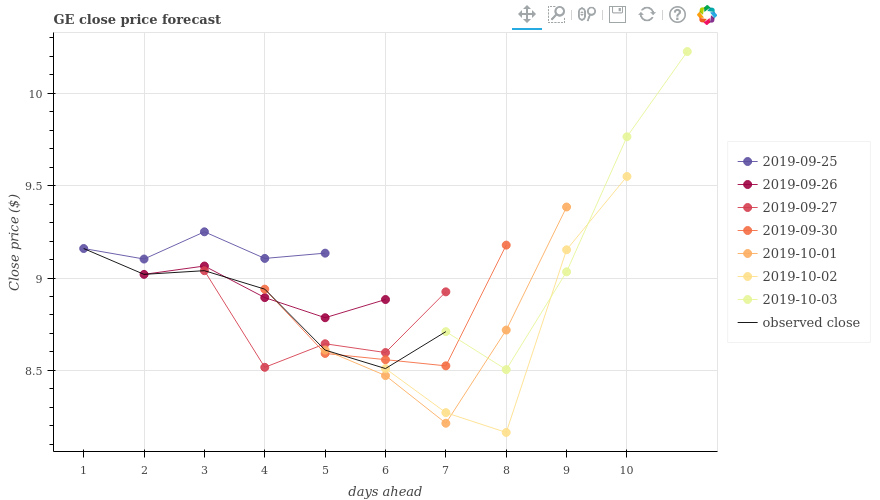 GE close price forecast
10
9.5
9
8.5
Close price ($)
1 2 3 4 5 6 7 8 9 10
days ahead
2019-09-25
2019-09-26
2019-09-27
2019-09-30
2019-10-01
2019-10-02
2019-10-03
observed close